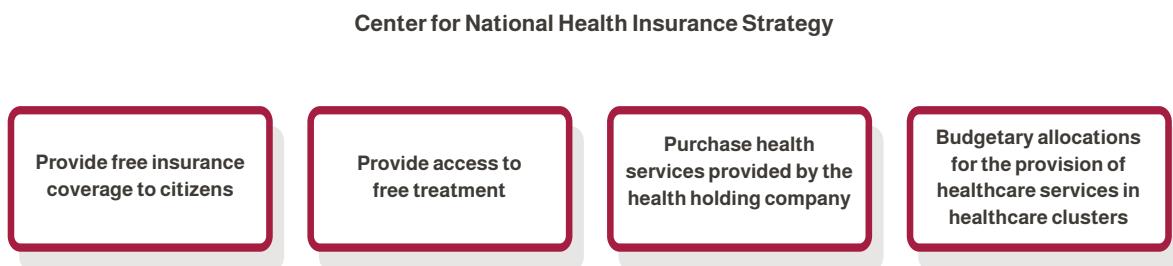 Center for National Health Insurance Strategy
Provide free insurance
coverage to citizens
Provide access to
free treatment
Purchase health
services provided by the
health holding company
Budgetary allocations
for the provision of
healthcare services in
healthcare clusters